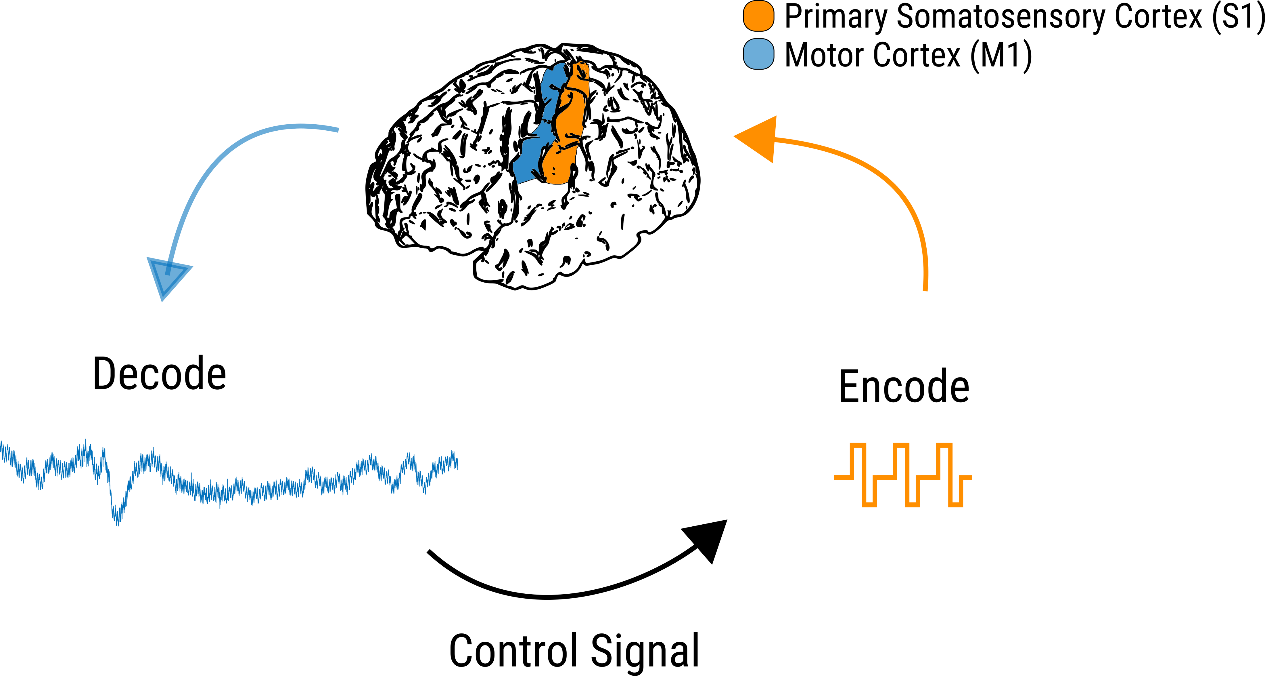 Primary Somatosensory Cortex (S1)
Motor Cortex (M1)
Decode
Encode
Control Signal